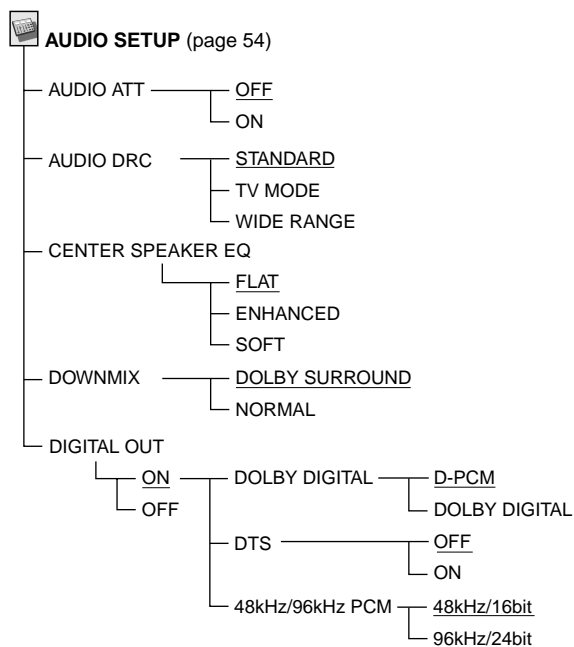 AUDIO SETUP (page 54)
AUDIO ATT
OFF
ON
AUDIO DRC
STANDARD
TV MODE
WIDE RANGE
CENTER SPEAKER EQ
FLAT
ENHANCED
SOFT
DOWNMIX
DOLBY SURROUND
NORMAL
DIGITAL OUT
ON
OFF
DOLBY DIGITAL
D-PCM
DOLBY DIGITAL
DTS
OFF
ON
48kHz/96kHz PCM
48kHz/16bit
96kHz/24bit